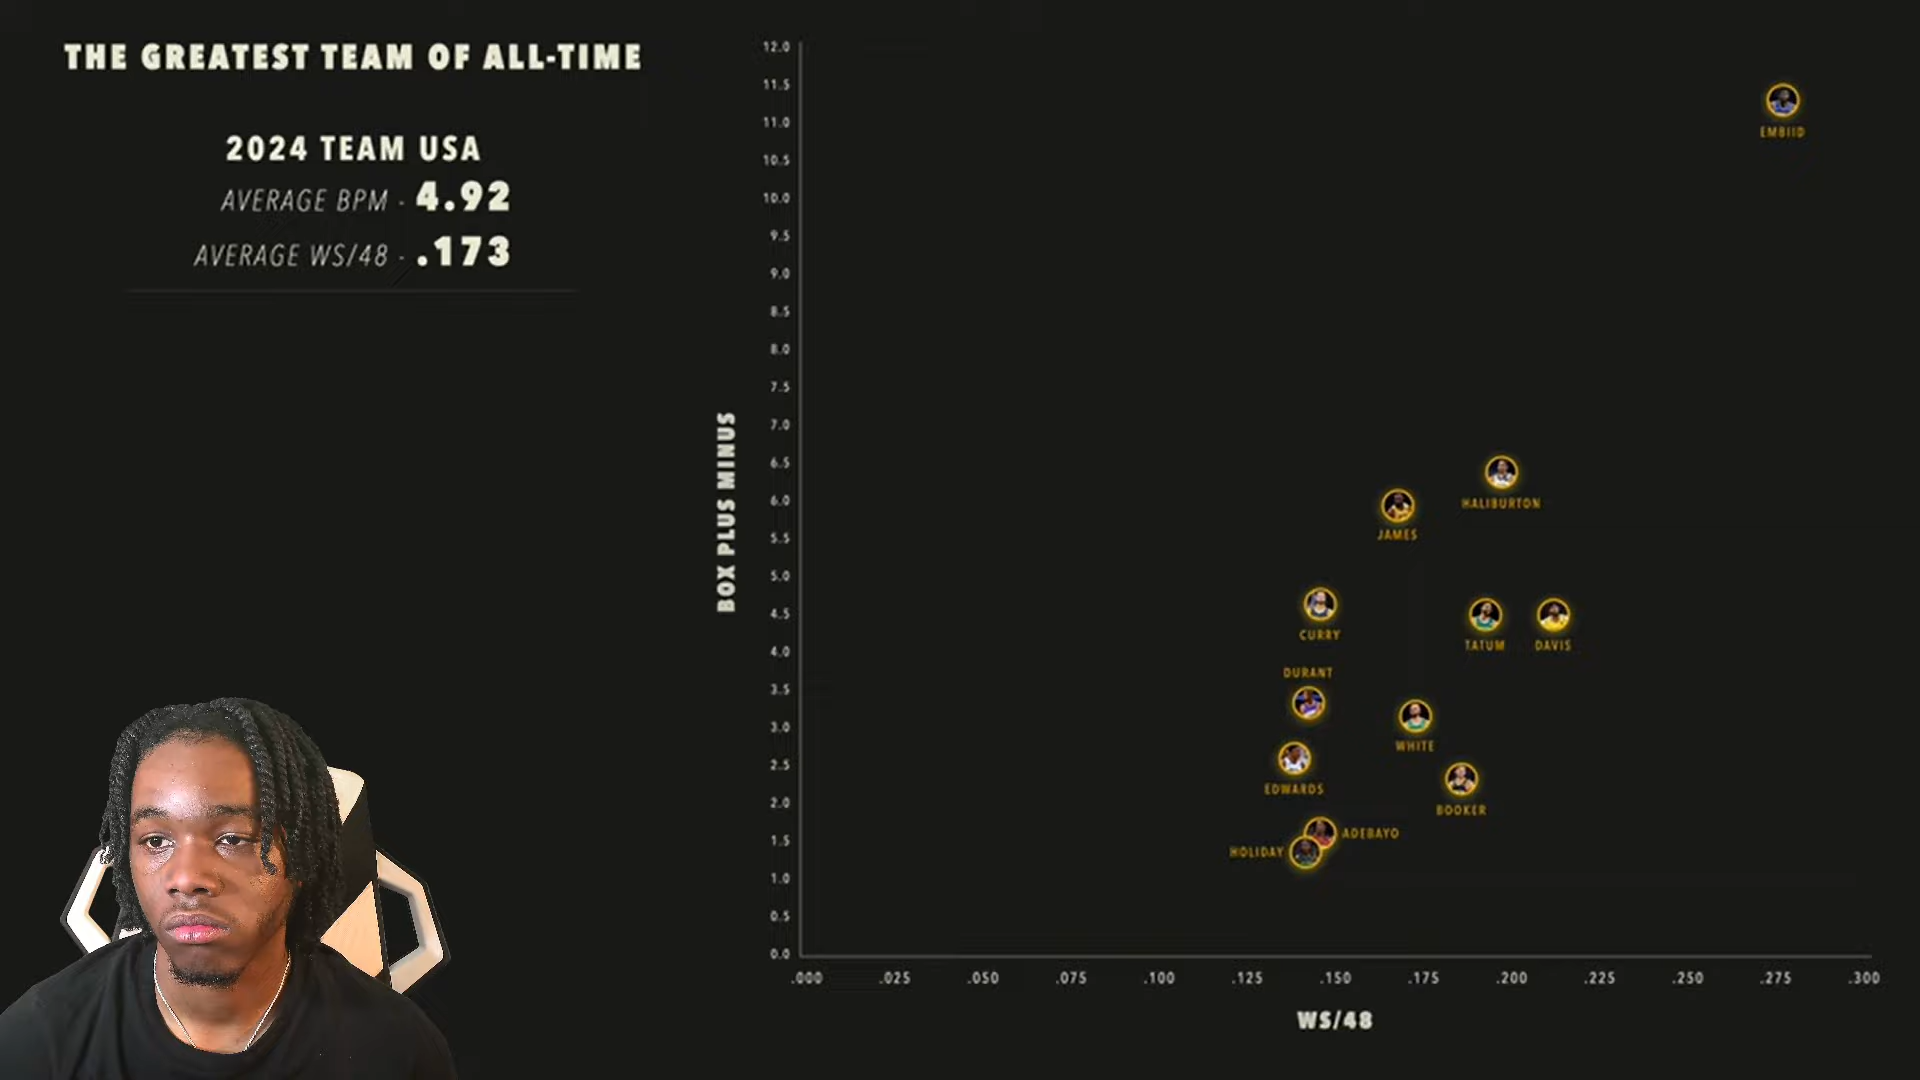 THE GREATEST TEAM OF ALL-TIME
2024 TEAM USA
AVERAGE BPM - 4.92
AVERAGE WS/48 - .173
BOX PLUS MINUS
12.0
11.5
11.0
10.5
10.0
9.5
9.0
8.5
8.0
7.5
7.0
6.5
6.0
5.5
5.0
4.5
4.0
3.5
3.0
2.5
2.0
1.5
1.0
0.5
0.0
EMBIID
HALIBURTON
JAMES
CURRY
TATUM
DAVIS
DURANT
WHITE
EDWARDS
BOOKER
ADEBAYO
HOLIDAY
.000 .025 .050 .075 .100 .125 .150 .175 .200 .225 .250 .275 .300
WS/48